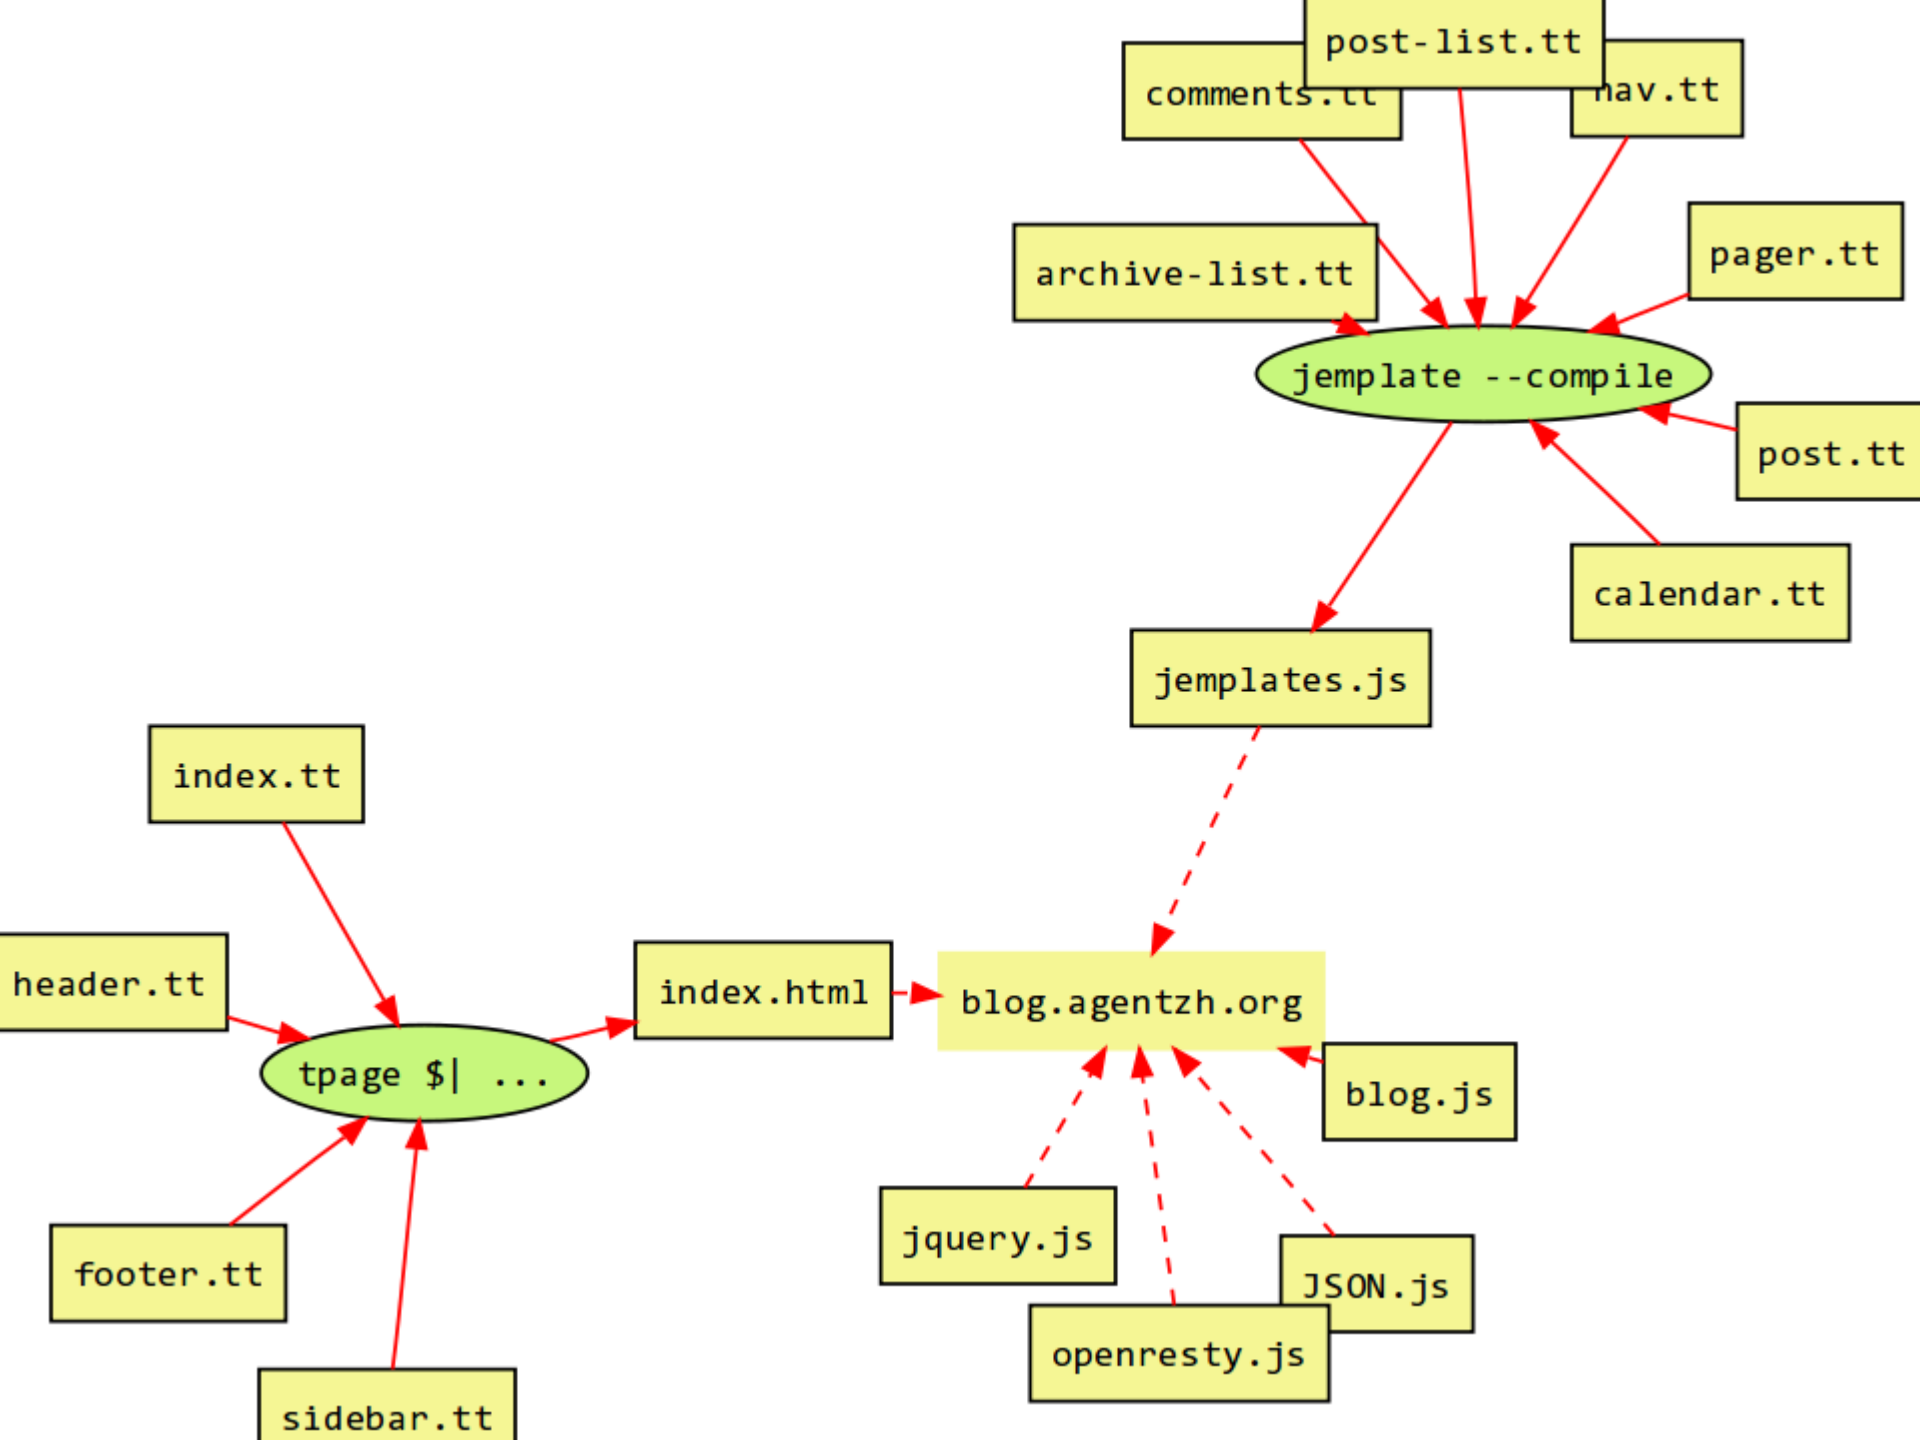 post-list.tt
comments.tt
nav.tt
archive-list.tt
pager.tt
jemplate --compile
post.tt
calendar.tt
jemplates.js
index.tt
header.tt
index.html
blog.agentzh.org
tpage $| ...
blog.js
jquery.js
footer.tt
JSON.js
openresty.js
sidebar.tt